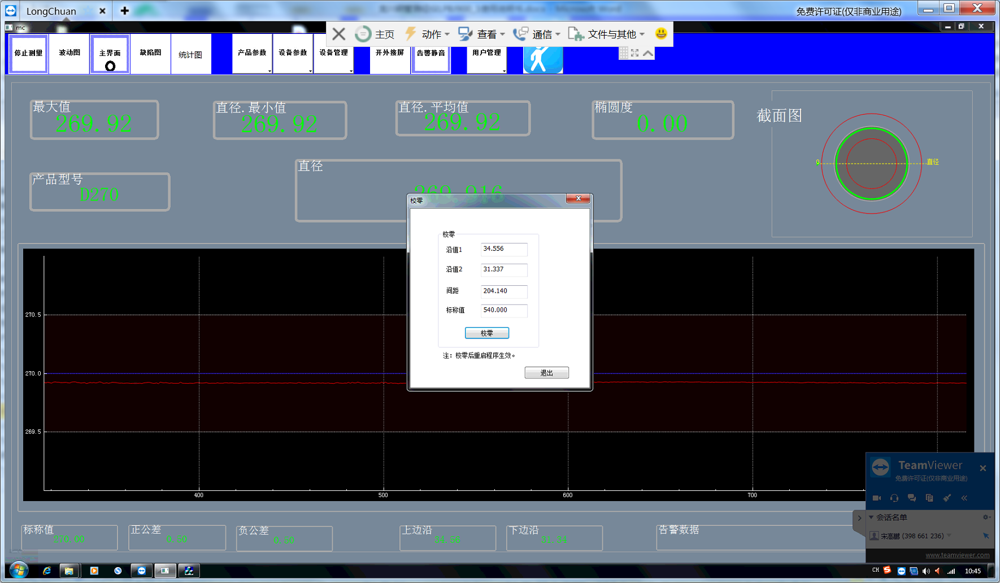 LongChuan
免费许可证(仅非商业用途)
mc
主页 动作 查看 通信 文件与其他
停止测量 波动图 主界面 缺陷图 统计图 产品参数 设备参数 设备管理 开外接屏 告警静音 用户管理
最大值
269.92
直径.最小值
269.92
直径.平均值
269.92
椭圆度
0.00
截面图
0
直径
产品型号
D270
直径
269.916
校零
校零
沿值1 34.556
沿值2 31.337
间距 204.140
标称值 540.000
校零
注：校零后重启程序生效。
退出
270.5
270.0
269.5
400 500 600 700
TeamViewer
免费许可证(仅非商业用途)
会话名单
宋高鹏 (398 661 236)
www.teamviewer.com
标称值
270.00
正公差
0.50
负公差
0.50
上边沿
34.56
下边沿
31.34
告警数据
CH
10:45